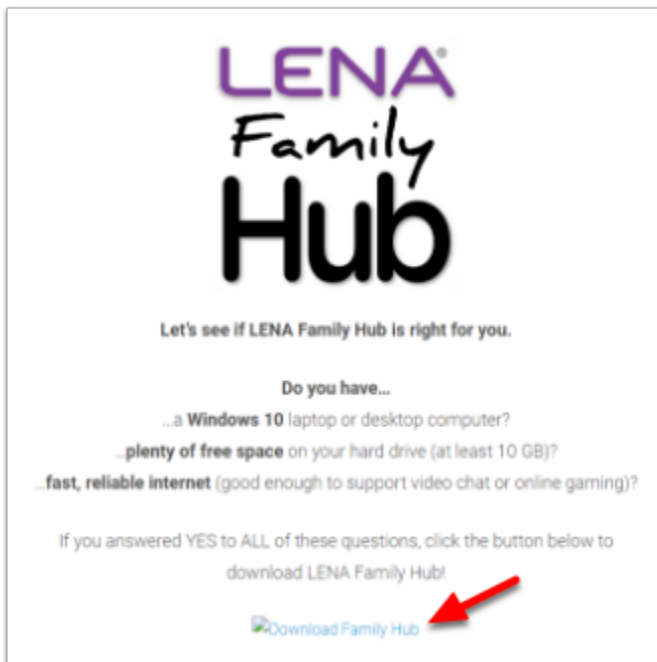 LENA®
Family
Hub
Let's see if LENA Family Hub is right for you.
Do you have...
...a Windows 10 laptop or desktop computer?
...plenty of free space on your hard drive (at least 10 GB)?
...fast, reliable internet (good enough to support video chat or online gaming)?
If you answered YES to ALL of these questions, click the button below to
download LENA Family Hub!
Download Family Hub